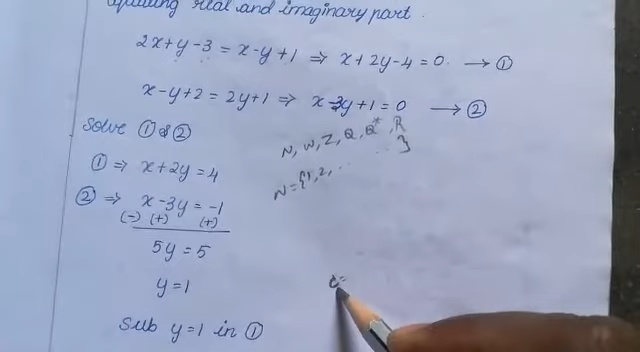 equating real and imaginary part.
2x+y-3 = x-y+1 ⇒ x+2y-4=0. → ①
x-y+2 = 2y+1 ⇒ x-3y+1=0 → ②
Solve ① & ②
N, W, Z, Q, Q*, R
N={1,2, ........}
① ⇒ x+2y=4
② ⇒ x-3y=-1
(-) (+) (+)
5y=5
y=1
c=
Sub y=1 in ①